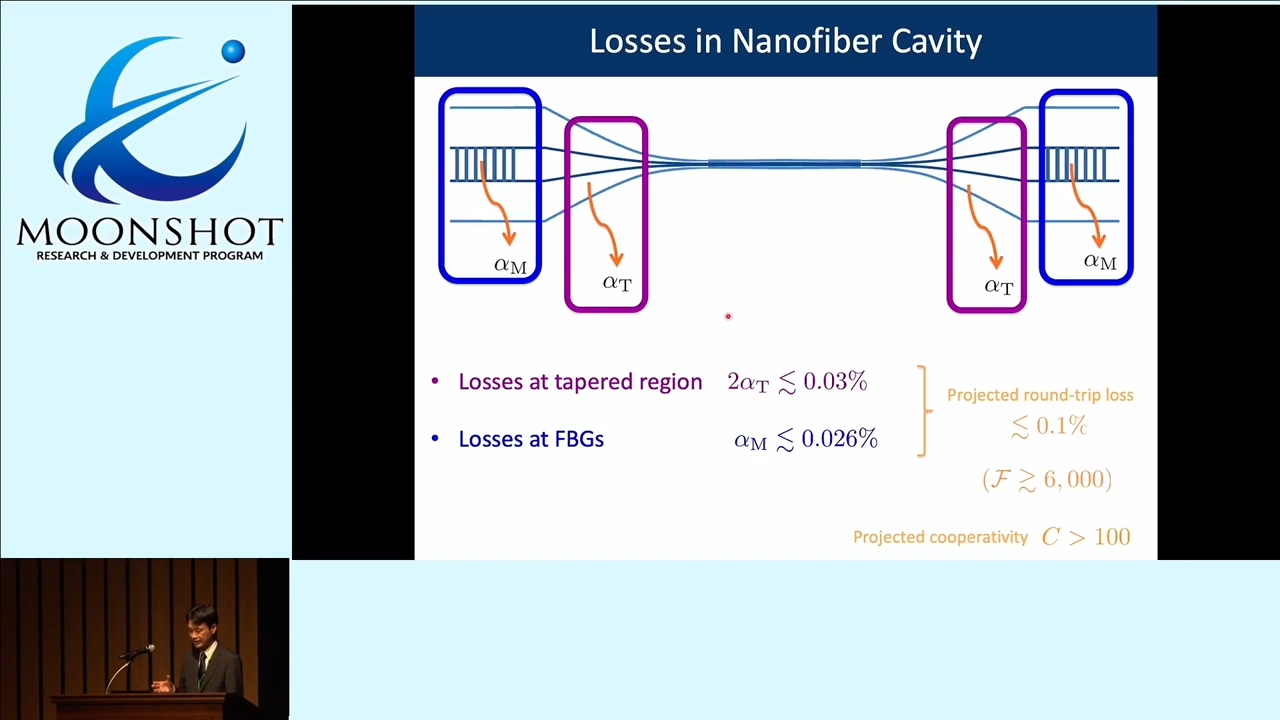 MOONSHOT
RESEARCH & DEVELOPMENT PROGRAM
Losses in Nanofiber Cavity
α_M
α_T
α_T
α_M
• Losses at tapered region 2α_T ≲ 0.03%
• Losses at FBGs α_M ≲ 0.026%
Projected round-trip loss
≲ 0.1%
(ℱ ≳ 6,000)
Projected cooperativity C > 100